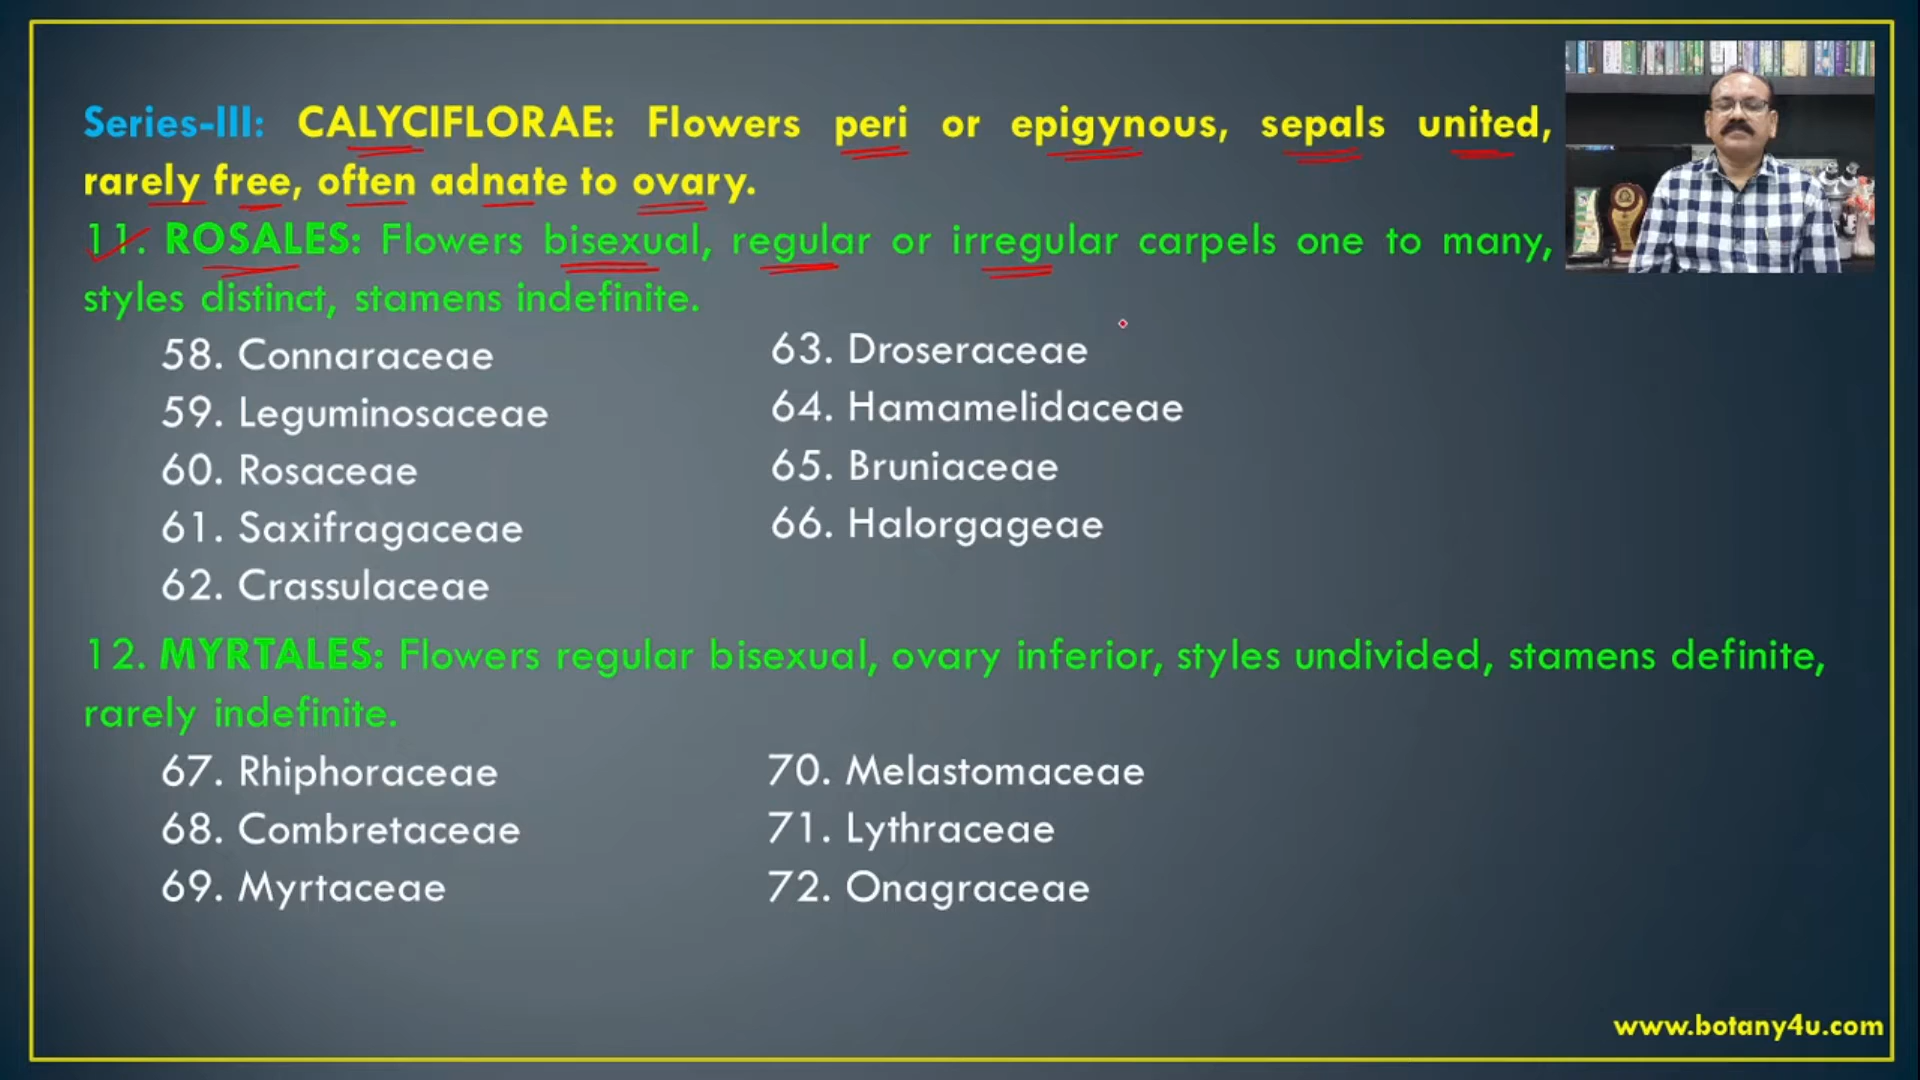 Series-III: CALYCIFLORAE: Flowers peri or epigynous, sepals united,
rarely free, often adnate to ovary.
11. ROSALES: Flowers bisexual, regular or irregular carpels one to many,
styles distinct, stamens indefinite.
58. Connaraceae
59. Leguminosaceae
60. Rosaceae
61. Saxifragaceae
62. Crassulaceae
63. Droseraceae
64. Hamamelidaceae
65. Bruniaceae
66. Halorgageae
12. MYRTALES: Flowers regular bisexual, ovary inferior, styles undivided, stamens definite,
rarely indefinite.
67. Rhiphoraceae
68. Combretaceae
69. Myrtaceae
70. Melastomaceae
71. Lythraceae
72. Onagraceae
www.botany4u.com